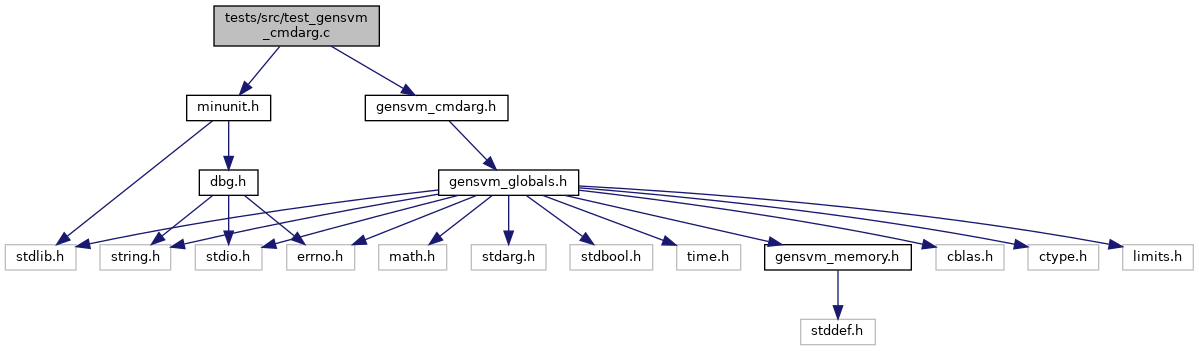 tests/src/test_gensvm
_cmdarg.c
minunit.h
gensvm_cmdarg.h
dbg.h
gensvm_globals.h
stdlib.h
string.h
stdio.h
errno.h
math.h
stdarg.h
stdbool.h
time.h
gensvm_memory.h
cblas.h
ctype.h
limits.h
stddef.h